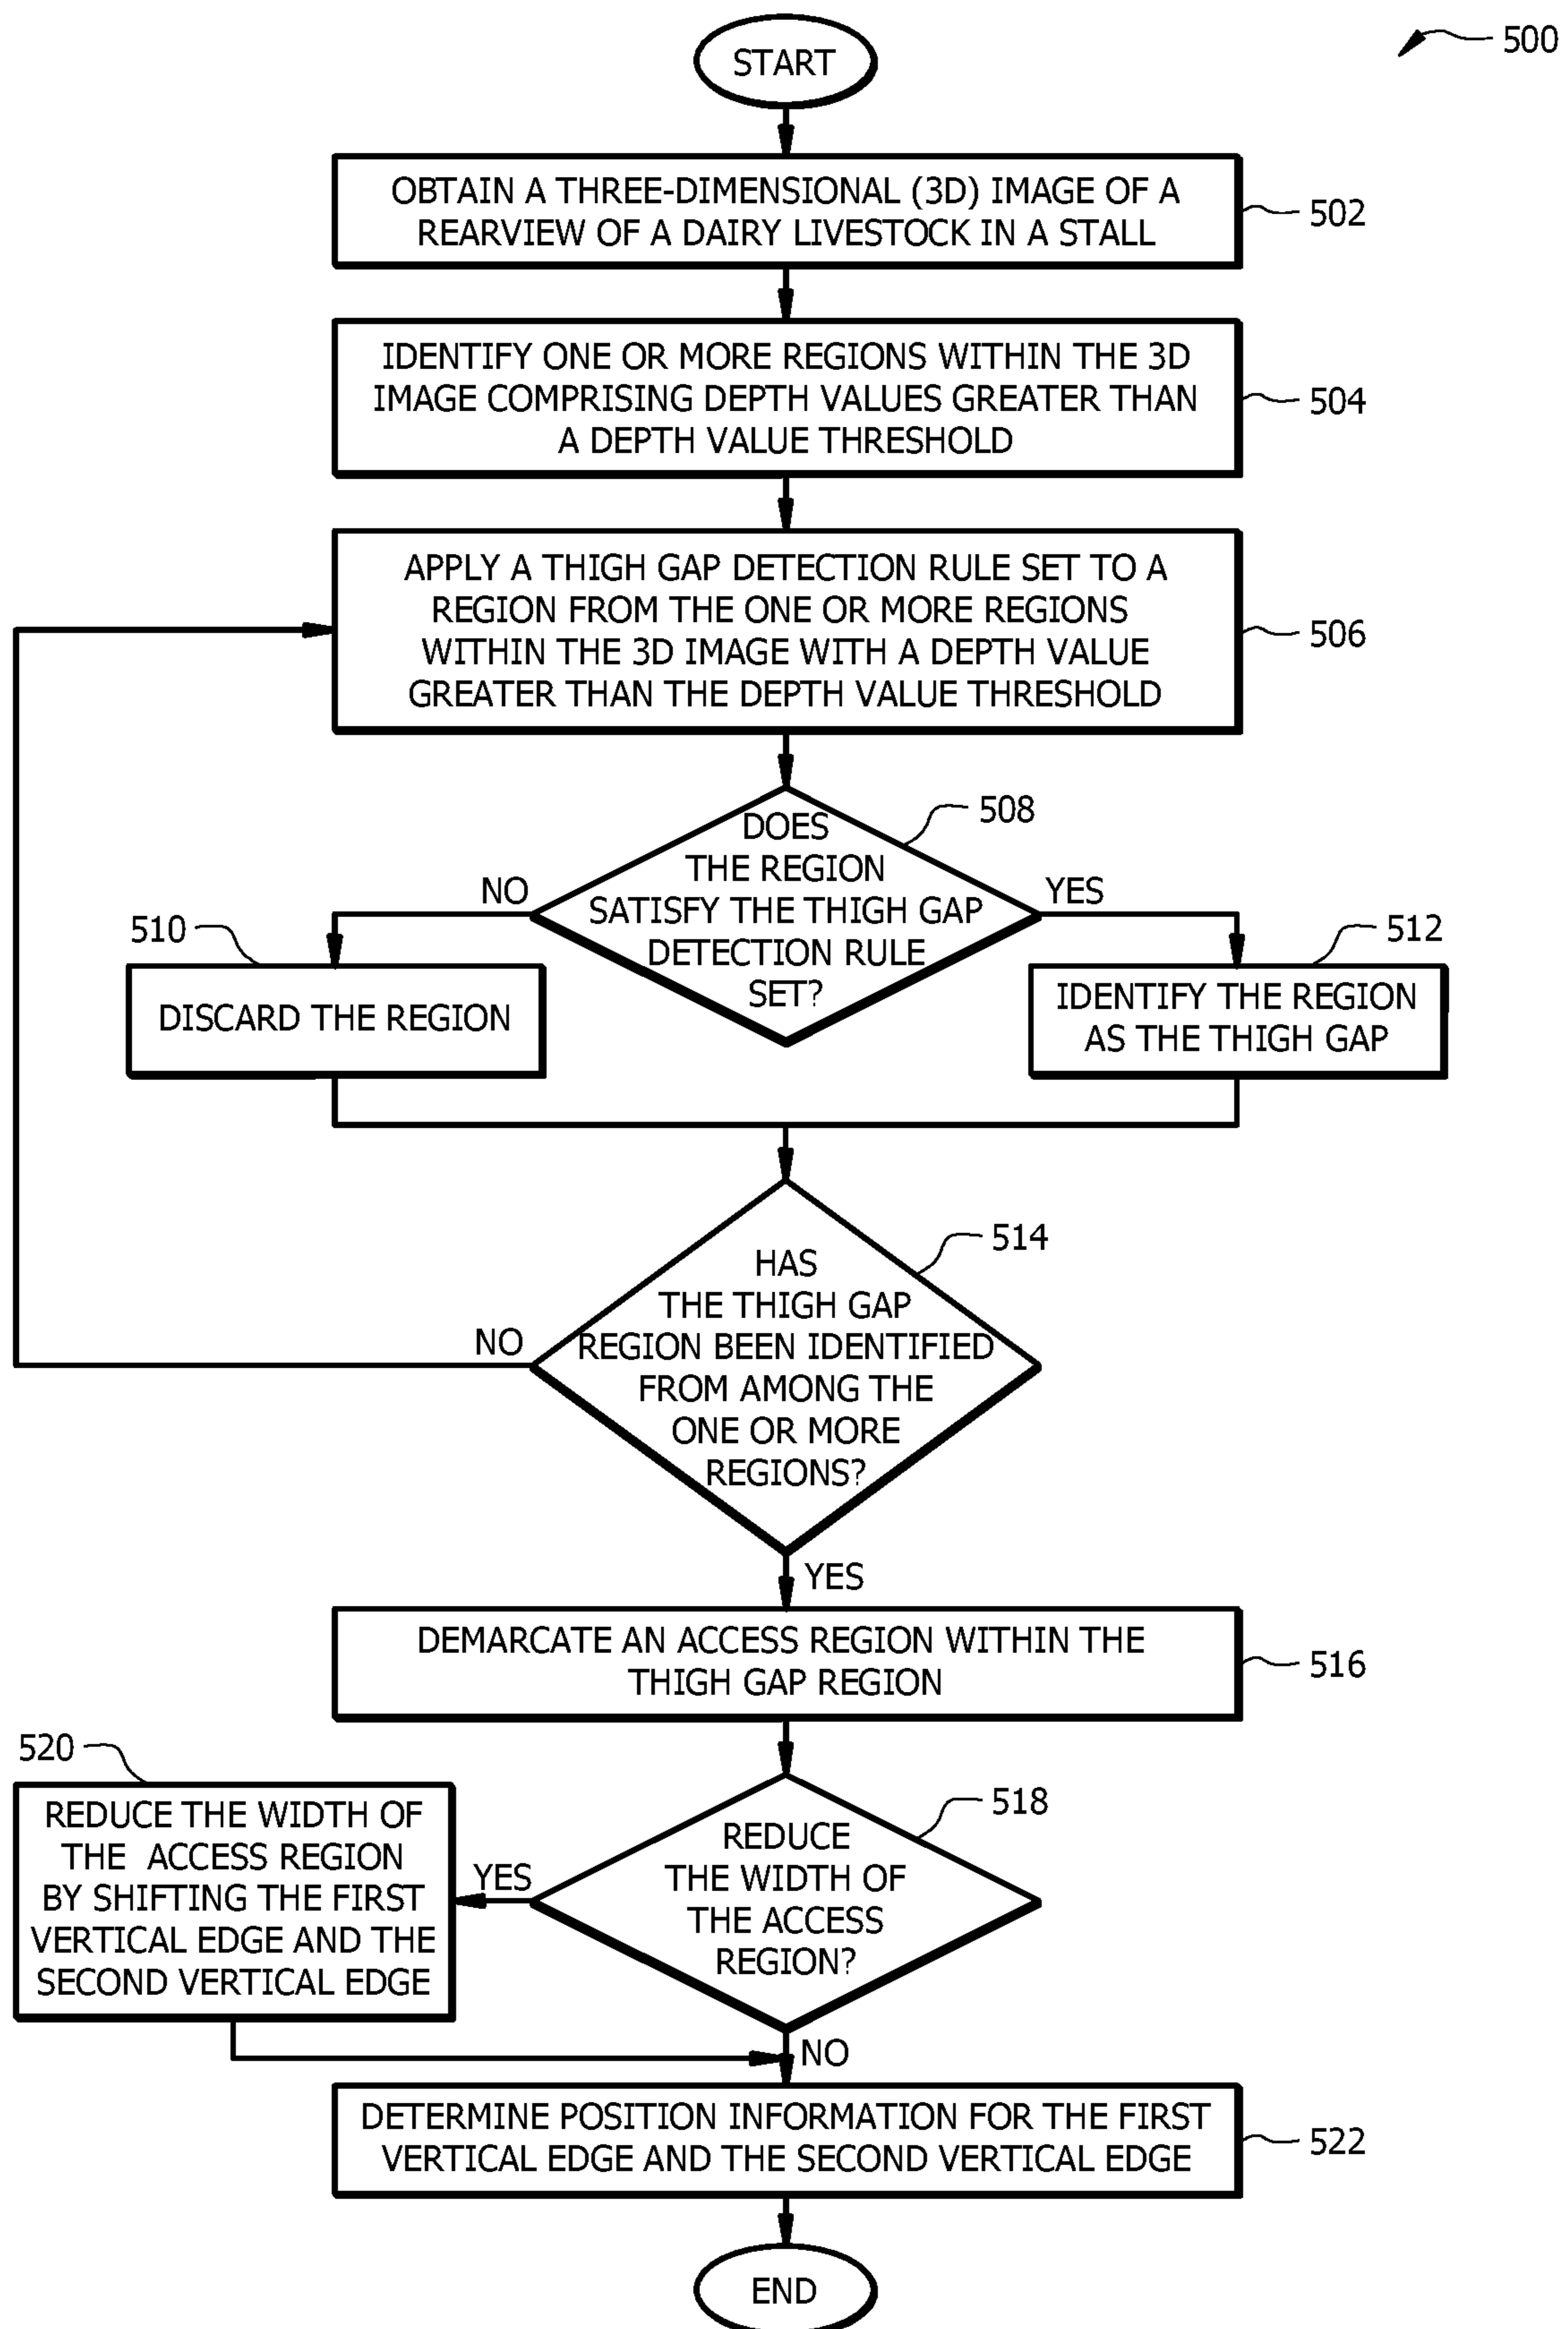 START
500
OBTAIN A THREE-DIMENSIONAL (3D) IMAGE OF A
REARVIEW OF A DAIRY LIVESTOCK IN A STALL
502
IDENTIFY ONE OR MORE REGIONS WITHIN THE 3D
IMAGE COMPRISING DEPTH VALUES GREATER THAN
A DEPTH VALUE THRESHOLD
504
APPLY A THIGH GAP DETECTION RULE SET TO A
REGION FROM THE ONE OR MORE REGIONS
WITHIN THE 3D IMAGE WITH A DEPTH VALUE
GREATER THAN THE DEPTH VALUE THRESHOLD
506
DOES
THE REGION
SATISFY THE THIGH GAP
DETECTION RULE
SET?
508
NO
YES
510
DISCARD THE REGION
512
IDENTIFY THE REGION
AS THE THIGH GAP
HAS
THE THIGH GAP
REGION BEEN IDENTIFIED
FROM AMONG THE
ONE OR MORE
REGIONS?
514
NO
YES
DEMARCATE AN ACCESS REGION WITHIN THE
THIGH GAP REGION
516
REDUCE
THE WIDTH OF
THE ACCESS
REGION?
518
YES
520
REDUCE THE WIDTH OF
THE ACCESS REGION
BY SHIFTING THE FIRST
VERTICAL EDGE AND THE
SECOND VERTICAL EDGE
NO
DETERMINE POSITION INFORMATION FOR THE FIRST
VERTICAL EDGE AND THE SECOND VERTICAL EDGE
522
END